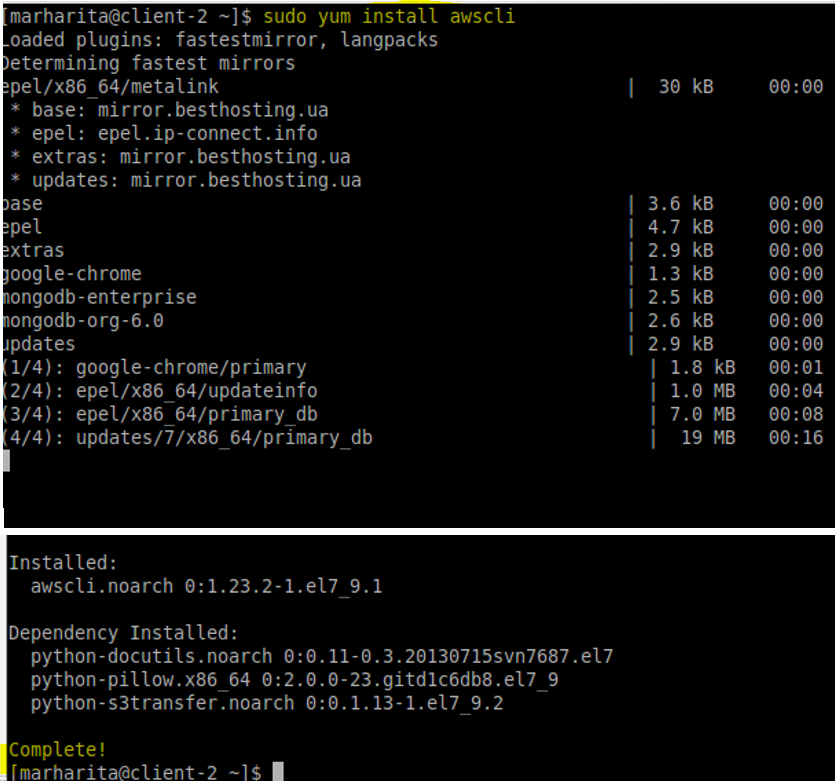 [marharita@client-2 ~]$ sudo yum install awscli
Loaded plugins: fastestmirror, langpacks
Determining fastest mirrors
epel/x86_64/metalink | 30 kB 00:00
* base: mirror.besthosting.ua
* epel: epel.ip-connect.info
* extras: mirror.besthosting.ua
* updates: mirror.besthosting.ua
base | 3.6 kB 00:00
epel | 4.7 kB 00:00
extras | 2.9 kB 00:00
google-chrome | 1.3 kB 00:00
mongodb-enterprise | 2.5 kB 00:00
mongodb-org-6.0 | 2.6 kB 00:00
updates | 2.9 kB 00:00
(1/4): google-chrome/primary | 1.8 kB 00:01
(2/4): epel/x86_64/updateinfo | 1.0 MB 00:04
(3/4): epel/x86_64/primary_db | 7.0 MB 00:08
(4/4): updates/7/x86_64/primary_db | 19 MB 00:16
Installed:
awscli.noarch 0:1.23.2-1.el7_9.1
Dependency Installed:
python-docutils.noarch 0:0.11-0.3.20130715svn7687.el7
python-pillow.x86_64 0:2.0.0-23.gitd1c6db8.el7_9
python-s3transfer.noarch 0:0.1.13-1.el7_9.2
Complete!
[marharita@client-2 ~]$